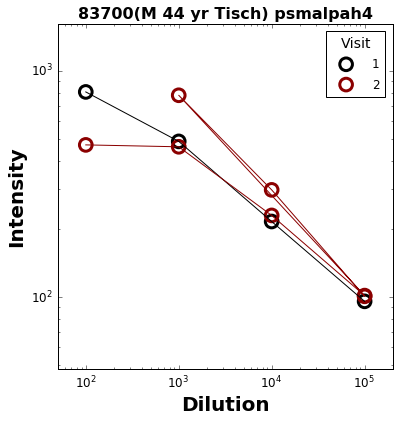 83700(M 44 yr Tisch) psmalpah4
Visit
1
2
10³
10²
Intensity
10² 10³ 10⁴ 10⁵
Dilution